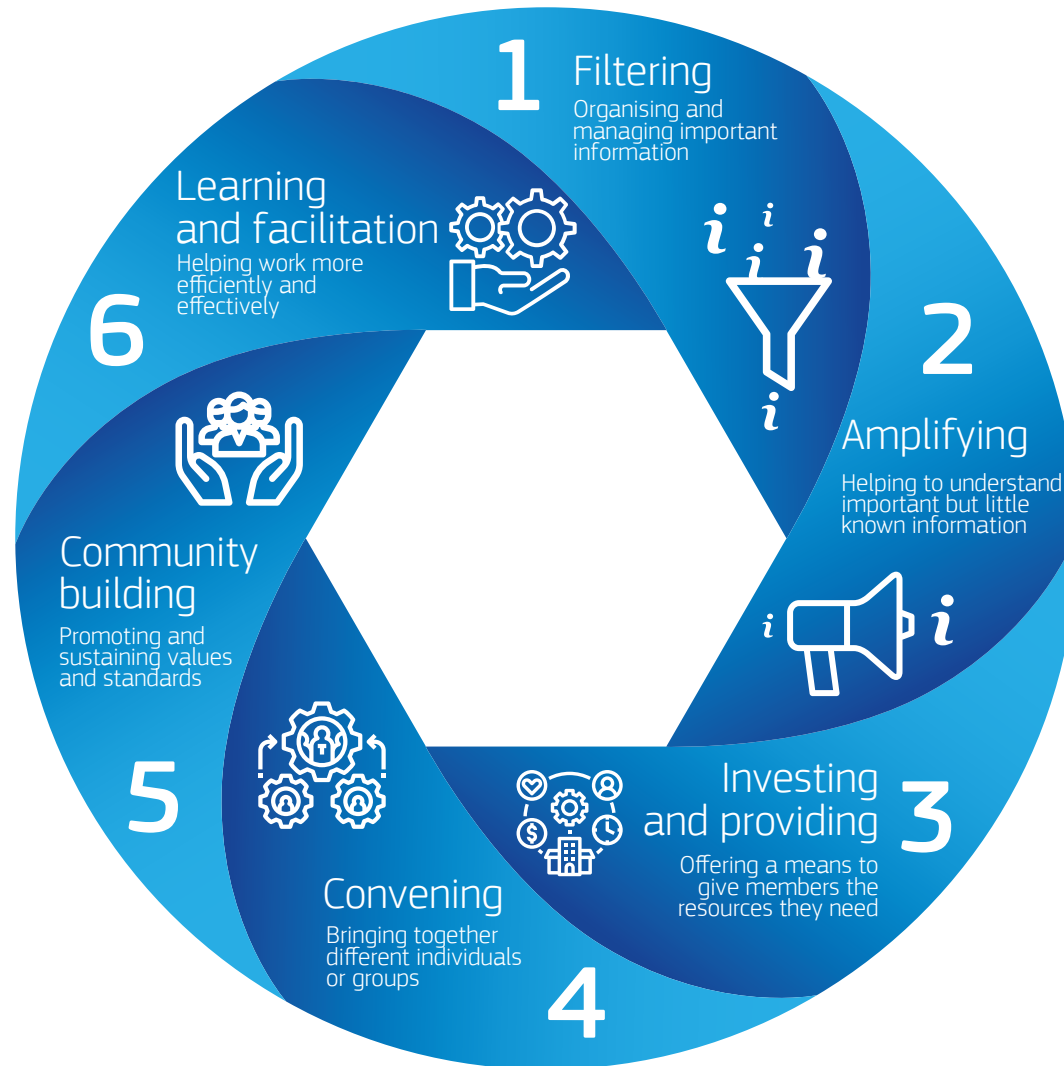 1
Filtering
Organising and
managing important
information
i
i
i
i
i
2
Amplifying
Helping to understand
important but little
known information
i
i
3
Investing
and providing
Offering a means to
give members the
resources they need
$
4
Convening
Bringing together
different individuals
or groups
5
Community
building
Promoting and
sustaining values
and standards
6
Learning
and facilitation
Helping work more
efficiently and
effectively